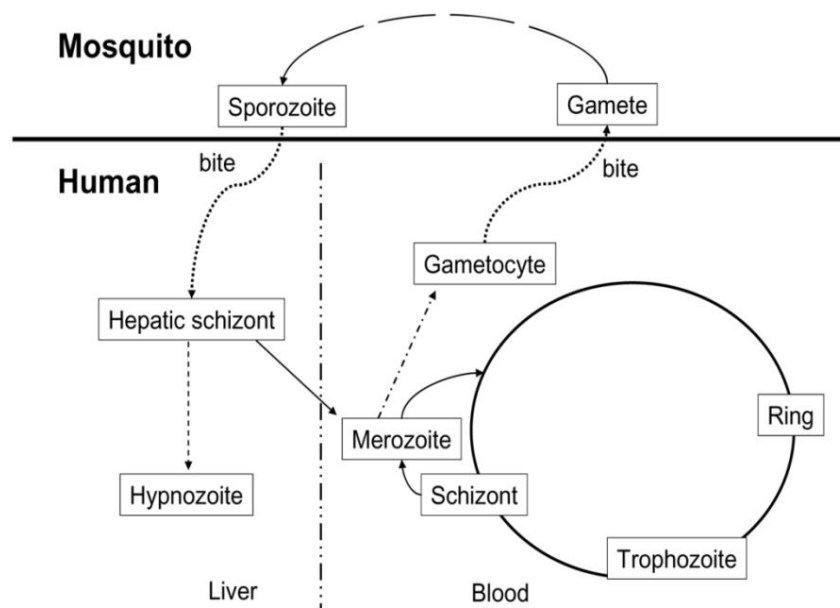 Mosquito
Sporozoite
Gamete
bite
bite
Human
Gametocyte
Hepatic schizont
Ring
Merozoite
Hypnozoite
Schizont
Trophozoite
Liver
Blood